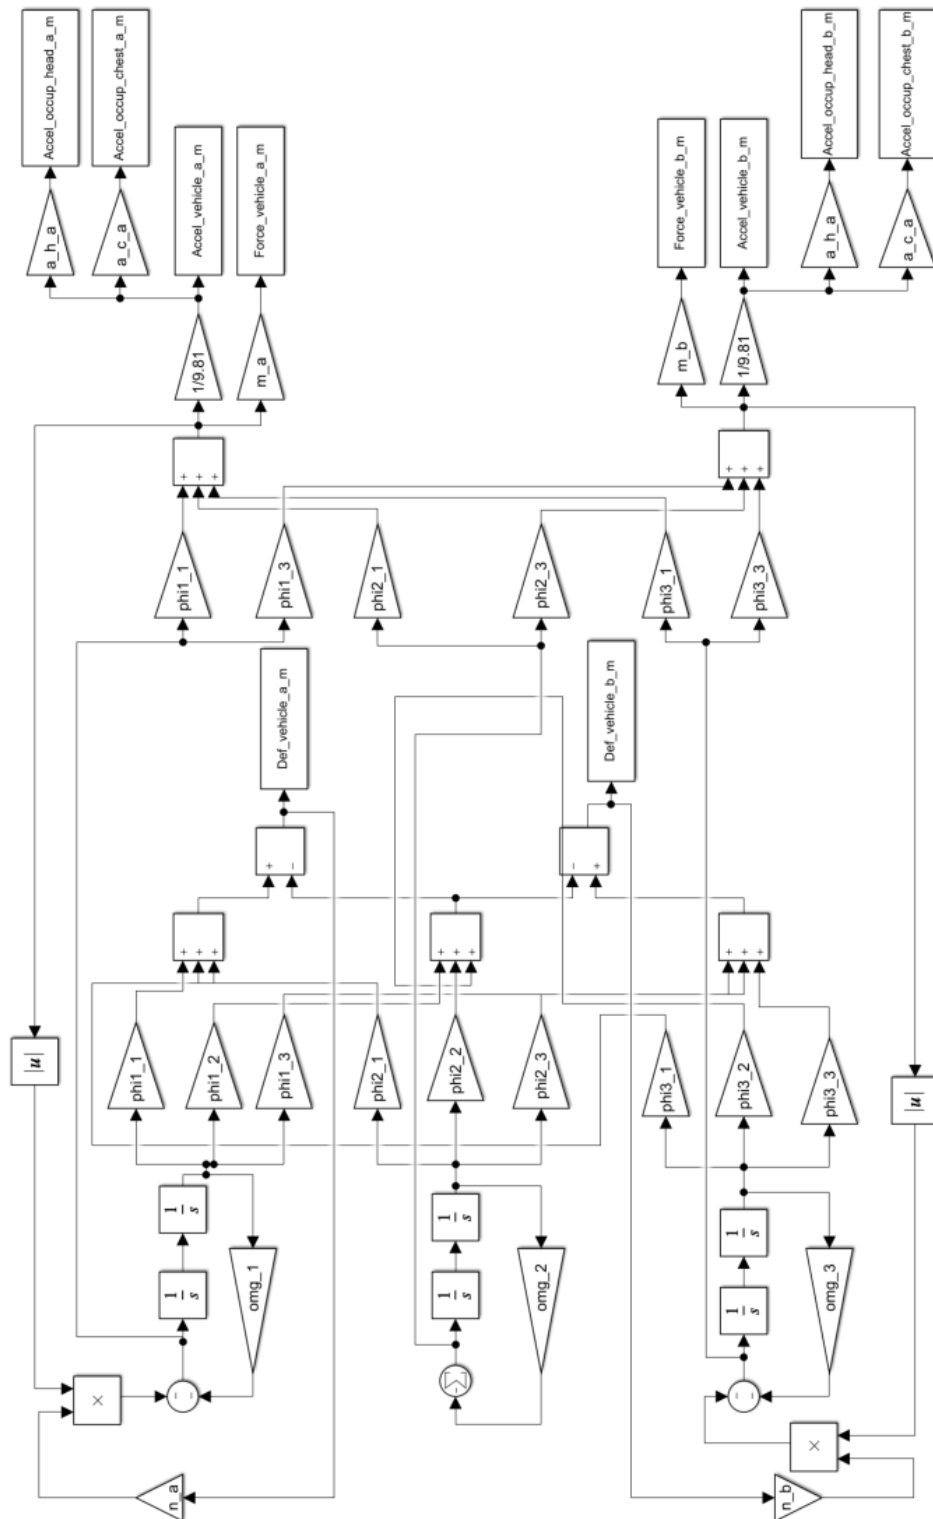 Accel_occup_head_a_m
Accel_occup_chest_a_m
Accel_vehicle_a_m
Force_vehicle_a_m
Force_vehicle_b_m
Accel_vehicle_b_m
Accel_occup_head_b_m
Accel_occup_chest_b_m
a_h_a
a_c_a
a_h_a
a_c_a
1/9.81
m_a
m_b
1/9.81
+
+
+
+
+
+
phi1_1
phi1_3
phi2_1
phi2_3
phi3_1
phi3_3
Def_vehicle_a_m
Def_vehicle_b_m
+
−
−
+
+
+
+
+
+
+
+
+
+
|u|
phi1_1
phi1_2
phi1_3
phi2_1
phi2_2
phi2_3
phi3_1
phi3_2
phi3_3
|u|
1
s
1
s
1
s
1
s
1
s
1
s
omg_1
omg_2
omg_3
×
−
−
−
Σ
−
−
×
n_a
n_b